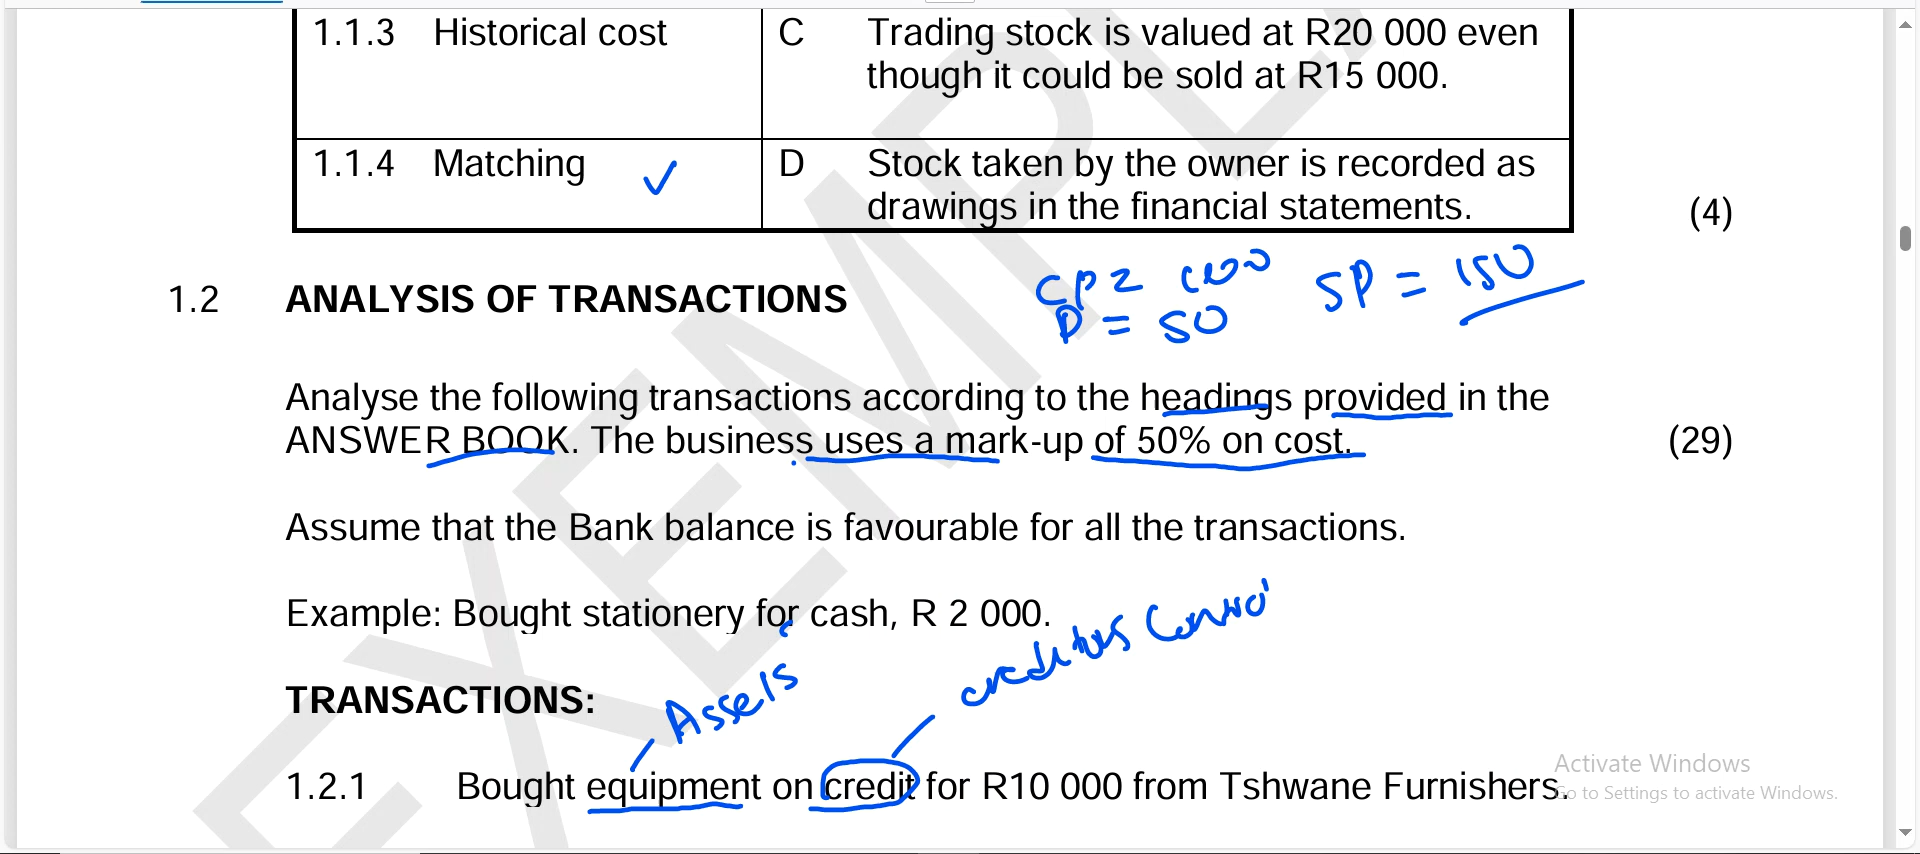 1.1.3 Historical cost C Trading stock is valued at R20 000 even
though it could be sold at R15 000.
1.1.4 Matching ✓ D Stock taken by the owner is recorded as
drawings in the financial statements. (4)
CP = 100 SP = 150
P = 50
1.2 ANALYSIS OF TRANSACTIONS
Analyse the following transactions according to the headings provided in the
ANSWER BOOK. The business uses a mark-up of 50% on cost. (29)
Assume that the Bank balance is favourable for all the transactions.
Example: Bought stationery for cash, R 2 000.
creditors Control
TRANSACTIONS:
Assets
1.2.1 Bought equipment on credit for R10 000 from Tshwane Furnishers.
Activate Windows
Go to Settings to activate Windows.